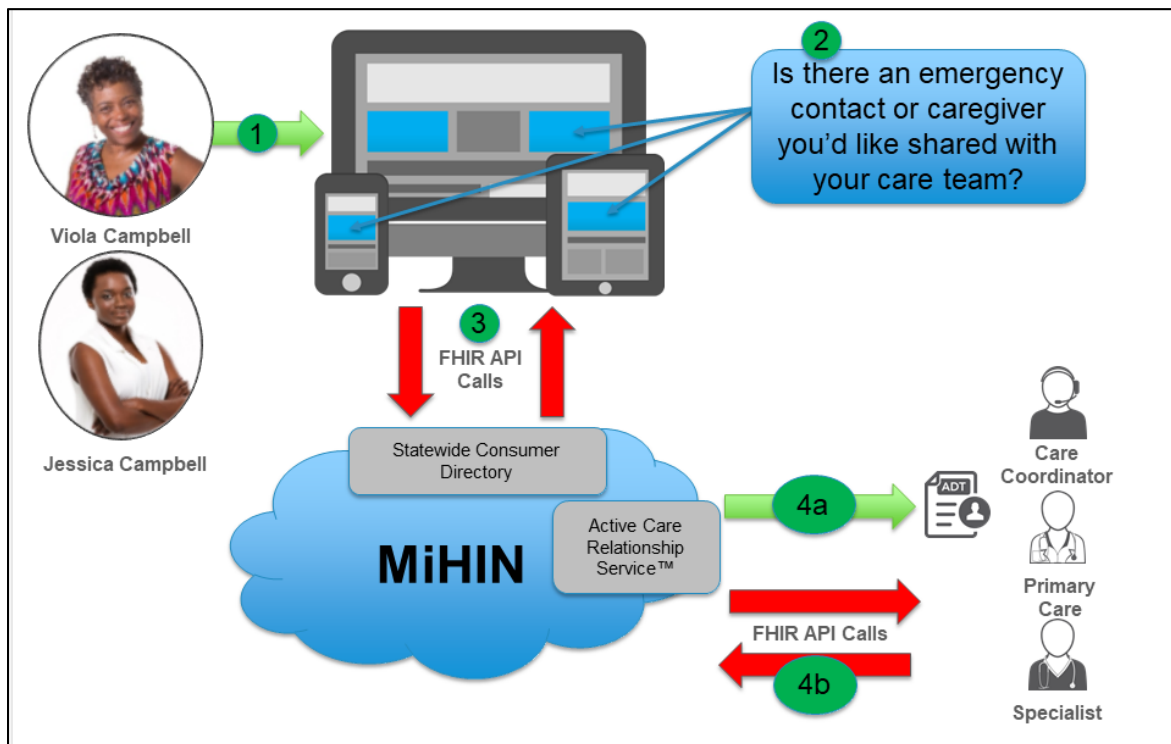 1
2
Is there an emergency
contact or caregiver
you’d like shared with
your care team?
Viola Campbell
Jessica Campbell
3
FHIR API
Calls
Statewide Consumer
Directory
Active Care
Relationship
Service™
MiHIN
4a
ADT
Care
Coordinator
Primary
Care
FHIR API Calls
4b
Specialist